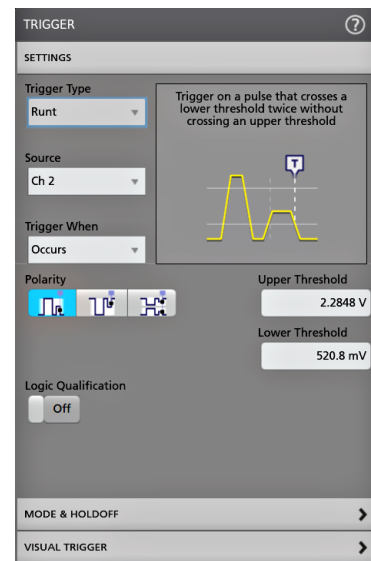 TRIGGER
?
SETTINGS
Trigger Type
Runt
Trigger on a pulse that crosses a
lower threshold twice without
crossing an upper threshold
T
Source
Ch 2
Trigger When
Occurs
Polarity
Upper Threshold
2.2848 V
Lower Threshold
520.8 mV
Logic Qualification
Off
MODE & HOLDOFF
VISUAL TRIGGER